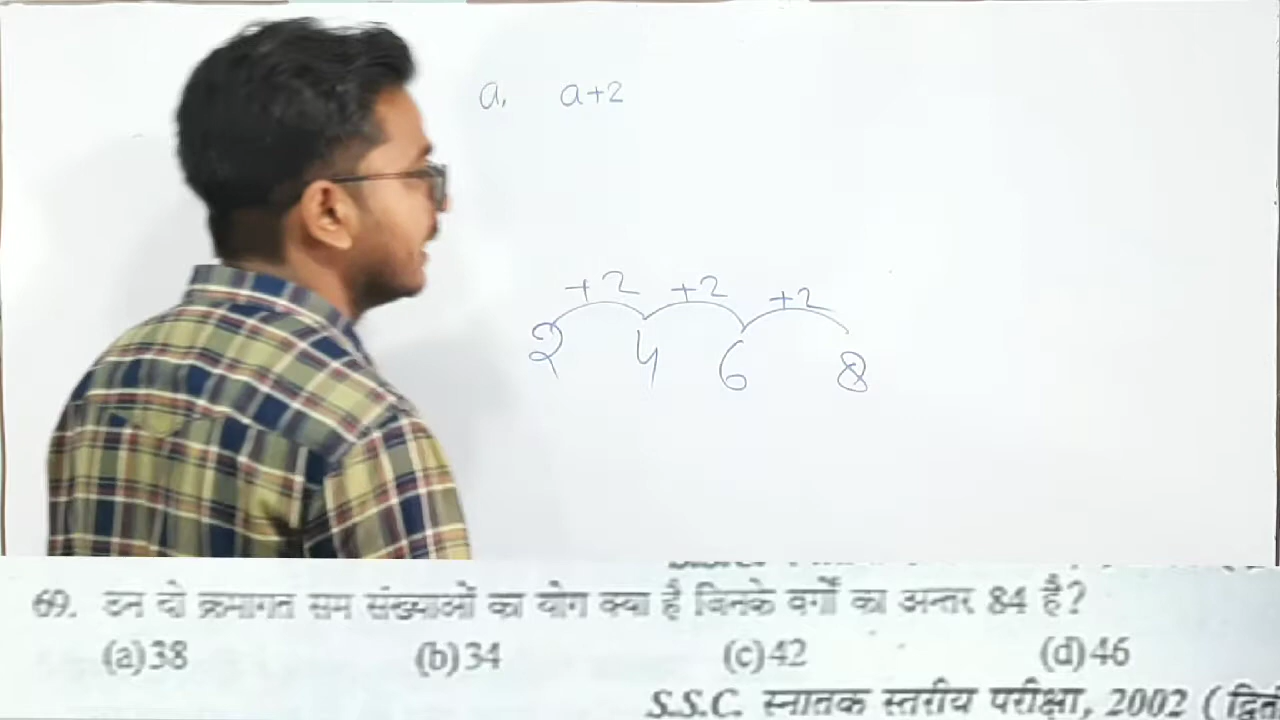 a, a+2
+2 +2 +2
2 4 6 8
69. उन दो क्रमागत सम संख्याओं का योग क्या है जिनके वर्गों का अन्तर 84 है?
(a)38 (b)34 (c)42 (d)46
S.S.C. स्नातक स्तरीय परीक्षा, 2002 (